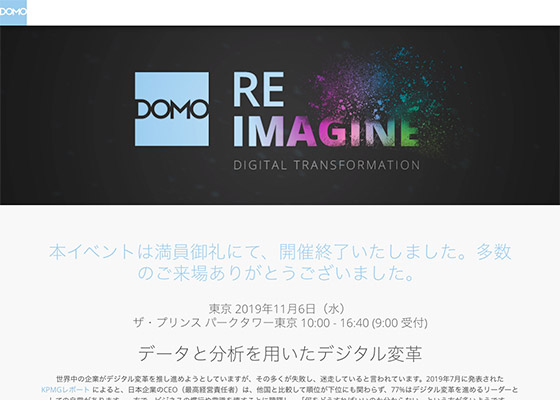 DOMO
DOMO
RE
IMAGINE
DIGITAL TRANSFORMATION
本イベントは満員御礼にて、開催終了いたしました。多数
のご来場ありがとうございました。
東京 2019年11月6日（水）
ザ・プリンス パークタワー東京 10:00 - 16:40 (9:00 受付)
データと分析を用いたデジタル変革
世界中の企業がデジタル変革を推し進めようとしていますが、その多くが失敗し、迷走していると言われています。2019年7月に発表された
KPMGレポート によると、日本企業のCEO（最高経営責任者）は、他国と比較して順位が下位にも関わらず、77%はデジタル変革を進めるリーダーと